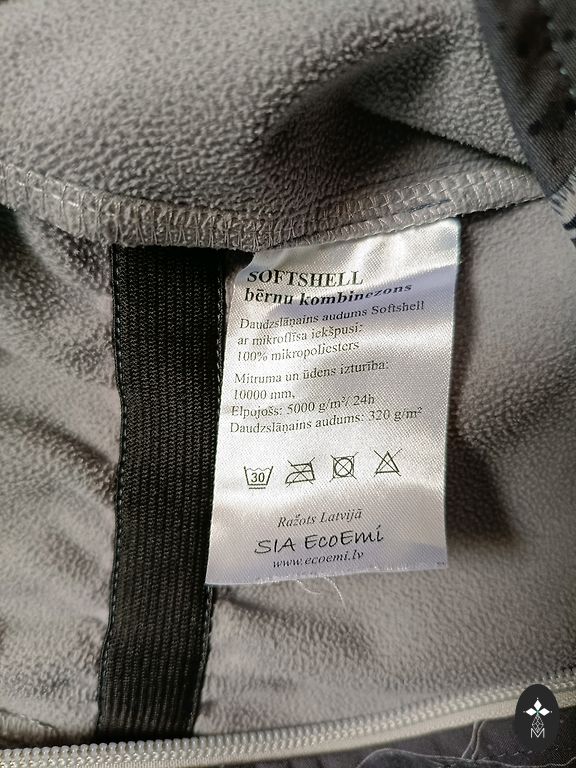 SOFTSHELL
bērnu kombinezons
Daudzslāņains audums Softshell
ar mikroflīsa iekšpusi:
100% mikropoliesters
Mitruma un ūdens izturība:
10000 mm,
Elpojošs: 5000 g/m²/ 24h
Daudzslāņains audums: 320 g/m²
30
Ražots Latvijā
SIA EcoEmi
www.ecoemi.lv
M